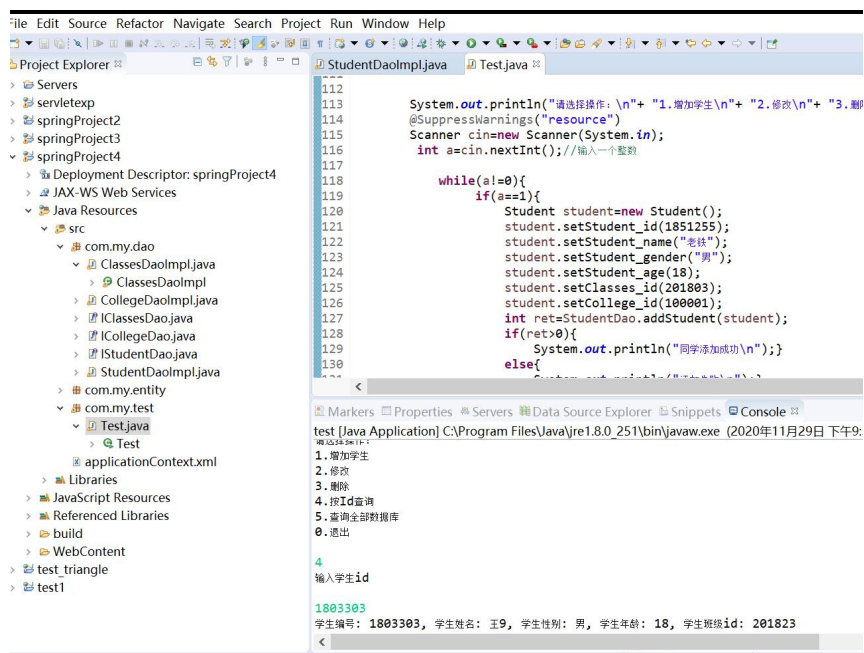 File Edit Source Refactor Navigate Search Project Run Window Help
Project Explorer
Servers
servletexp
springProject2
springProject3
springProject4
Deployment Descriptor: springProject4
JAX-WS Web Services
Java Resources
src
com.my.dao
ClassesDaoImpl.java
ClassesDaoImpl
CollegeDaoImpl.java
IClassesDao.java
ICollegeDao.java
IStudentDao.java
StudentDaoImpl.java
com.my.entity
com.my.test
Test.java
Test
applicationContext.xml
Libraries
JavaScript Resources
Referenced Libraries
build
WebContent
test_triangle
test1
StudentDaoImpl.java Test.java
112
113 System.out.println("请选择操作：\n"+ "1.增加学生\n"+ "2.修改\n"+ "3.删
114 @SuppressWarnings("resource")
115 Scanner cin=new Scanner(System.in);
116 int a=cin.nextInt();//输入一个整数
117
118 while(a!=0){
119 if(a==1){
120 Student student=new Student();
121 student.setStudent_id(1851255);
122 student.setStudent_name("老铁");
123 student.setStudent_gender("男");
124 student.setStudent_age(18);
125 student.setClasses_id(201803);
126 student.setCollege_id(100001);
127 int ret=StudentDao.addStudent(student);
128 if(ret>0){
129 System.out.println("同学添加成功\n");}
130 else{
Markers Properties Servers Data Source Explorer Snippets Console
test [Java Application] C:\Program Files\Java\jre1.8.0_251\bin\javaw.exe (2020年11月29日 下午9:
请选择操作：
1.增加学生
2.修改
3.删除
4.按Id查询
5.查询全部数据库
0.退出
4
输入学生id
1803303
学生编号: 1803303, 学生姓名: 王9, 学生性别: 男, 学生年龄: 18, 学生班级id: 201823